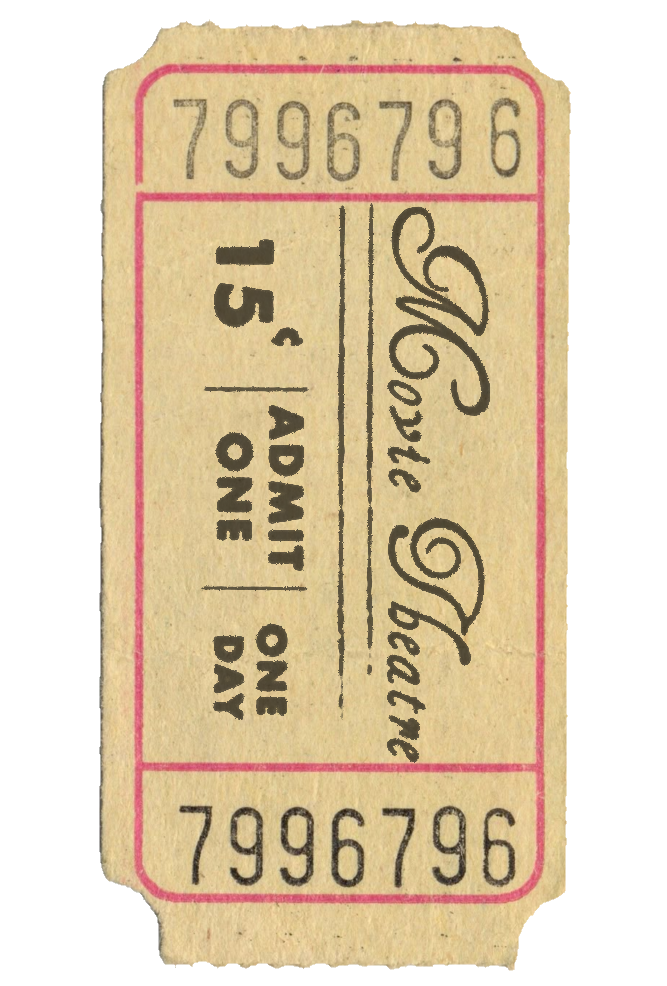 7996796
Movie Theatre
15¢
ADMIT
ONE
ONE
DAY
7996796